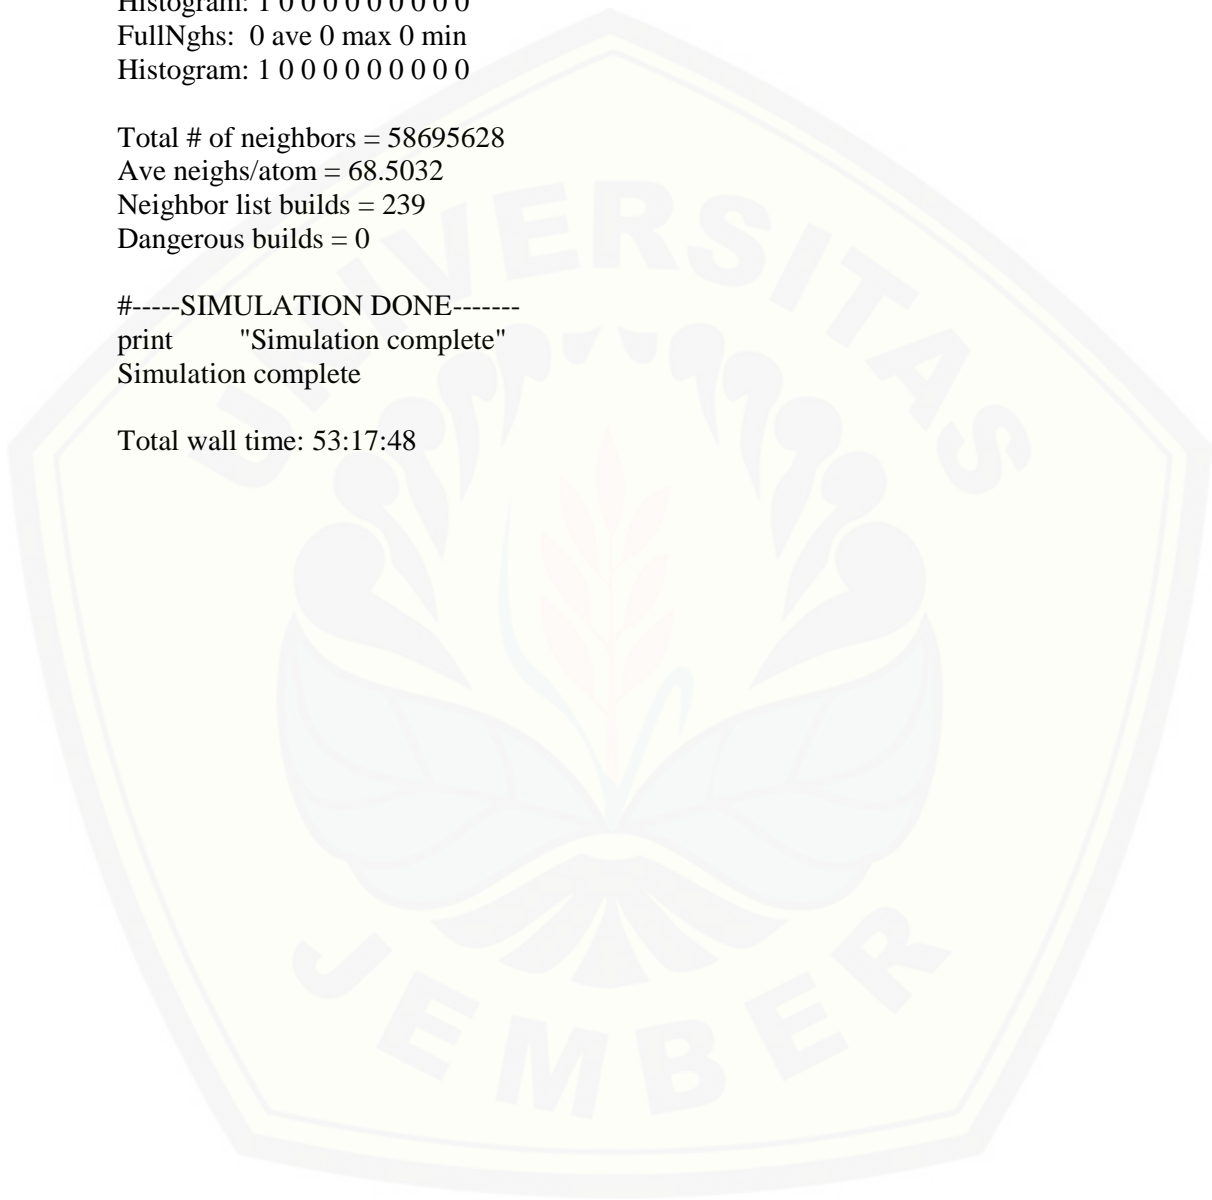 Histogram: 1 0 0 0 0 0 0 0 0 0
FullNghs:  0 ave 0 max 0 min
Histogram: 1 0 0 0 0 0 0 0 0 0
Total # of neighbors = 58695628
Ave neighs/atom = 68.5032
Neighbor list builds = 239
Dangerous builds = 0
#-----SIMULATION DONE-------
print         "Simulation complete"
Simulation complete
Total wall time: 53:17:48
UNIVERSITAS
JEMBER